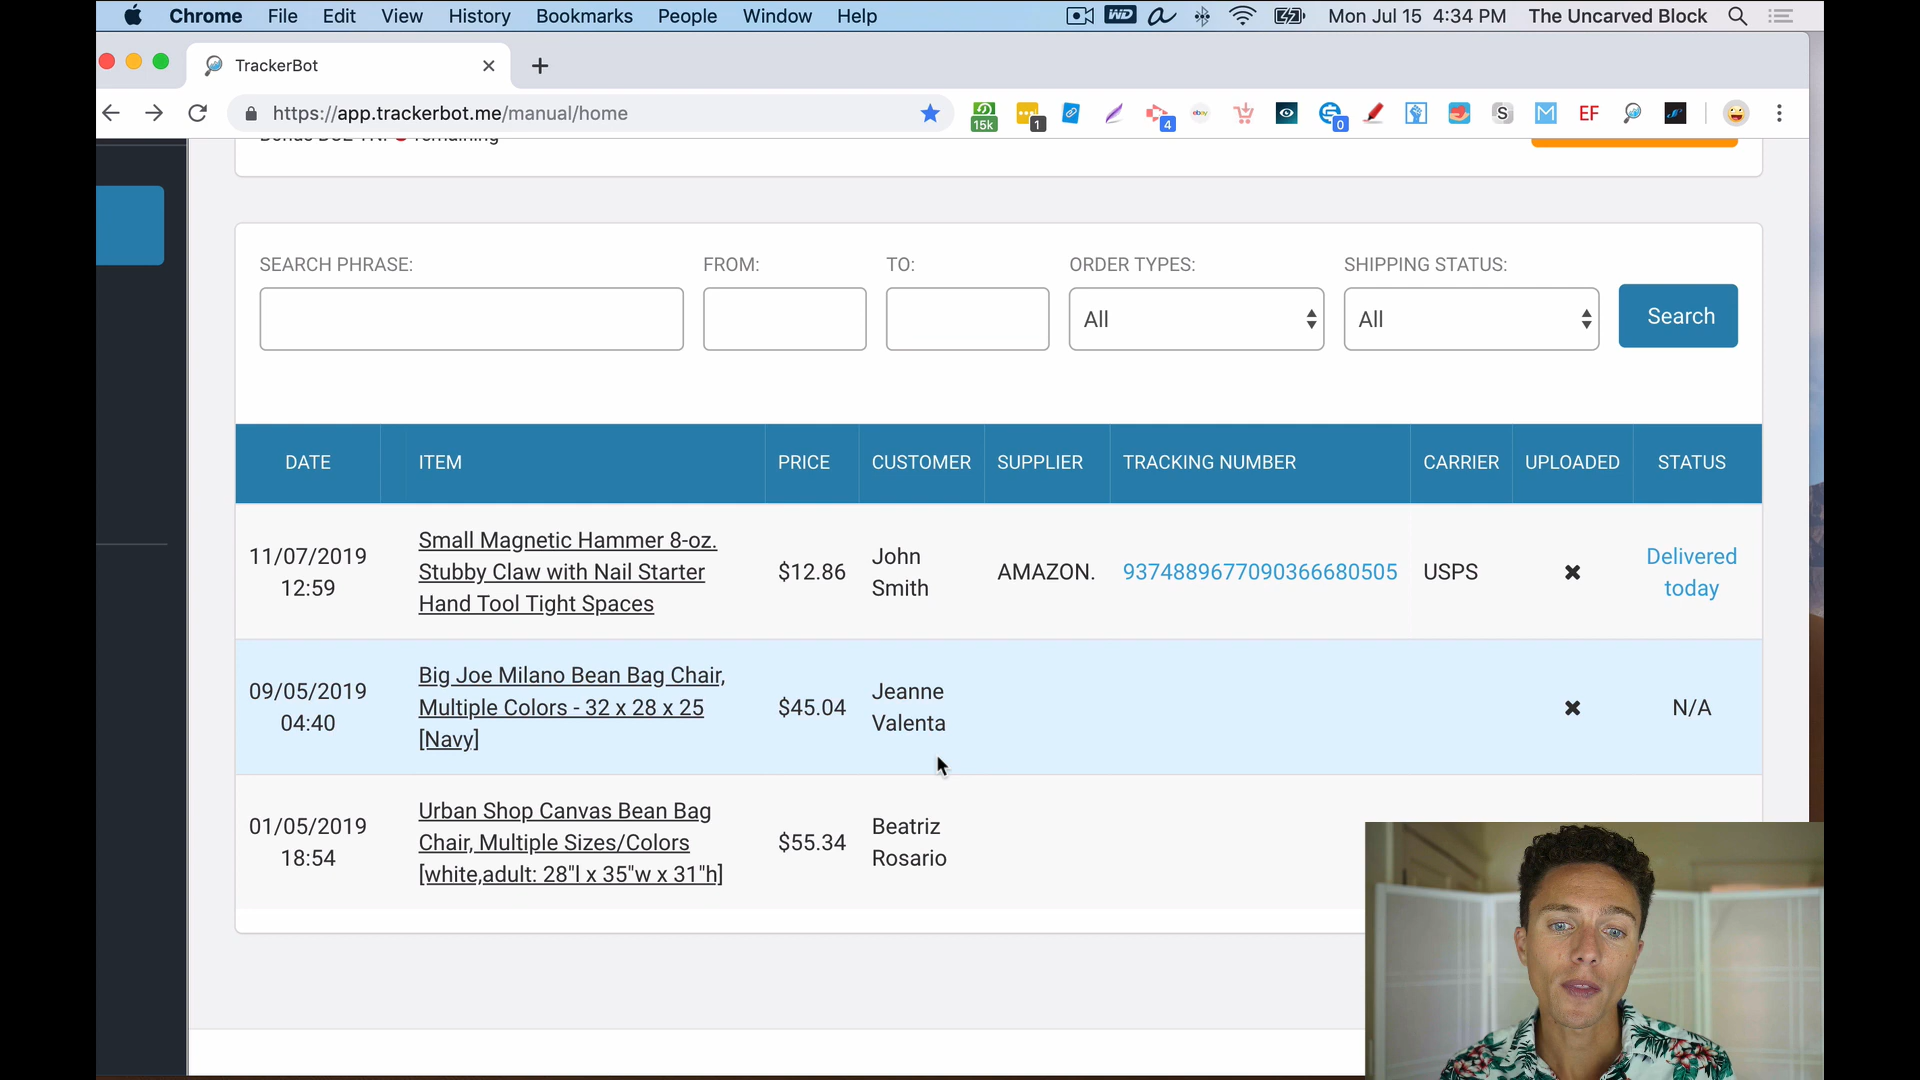 Chrome File Edit View History Bookmarks People Window Help WD Mon Jul 15 4:34 PM The Uncarved Block
TrackerBot
https://app.trackerbot.me/manual/home 15k 1 4 ebay 0 S M EF
remaining
SEARCH PHRASE: FROM: TO: ORDER TYPES: SHIPPING STATUS:
All All Search
DATE ITEM PRICE CUSTOMER SUPPLIER TRACKING NUMBER CARRIER UPLOADED STATUS
11/07/2019
12:59
Small Magnetic Hammer 8-oz.
Stubby Claw with Nail Starter
Hand Tool Tight Spaces
$12.86
John
Smith
AMAZON.
9374889677090366680505
USPS
Delivered
today
09/05/2019
04:40
Big Joe Milano Bean Bag Chair,
Multiple Colors - 32 x 28 x 25
[Navy]
$45.04
Jeanne
Valenta
N/A
01/05/2019
18:54
Urban Shop Canvas Bean Bag
Chair, Multiple Sizes/Colors
[white,adult: 28"l x 35"w x 31"h]
$55.34
Beatriz
Rosario